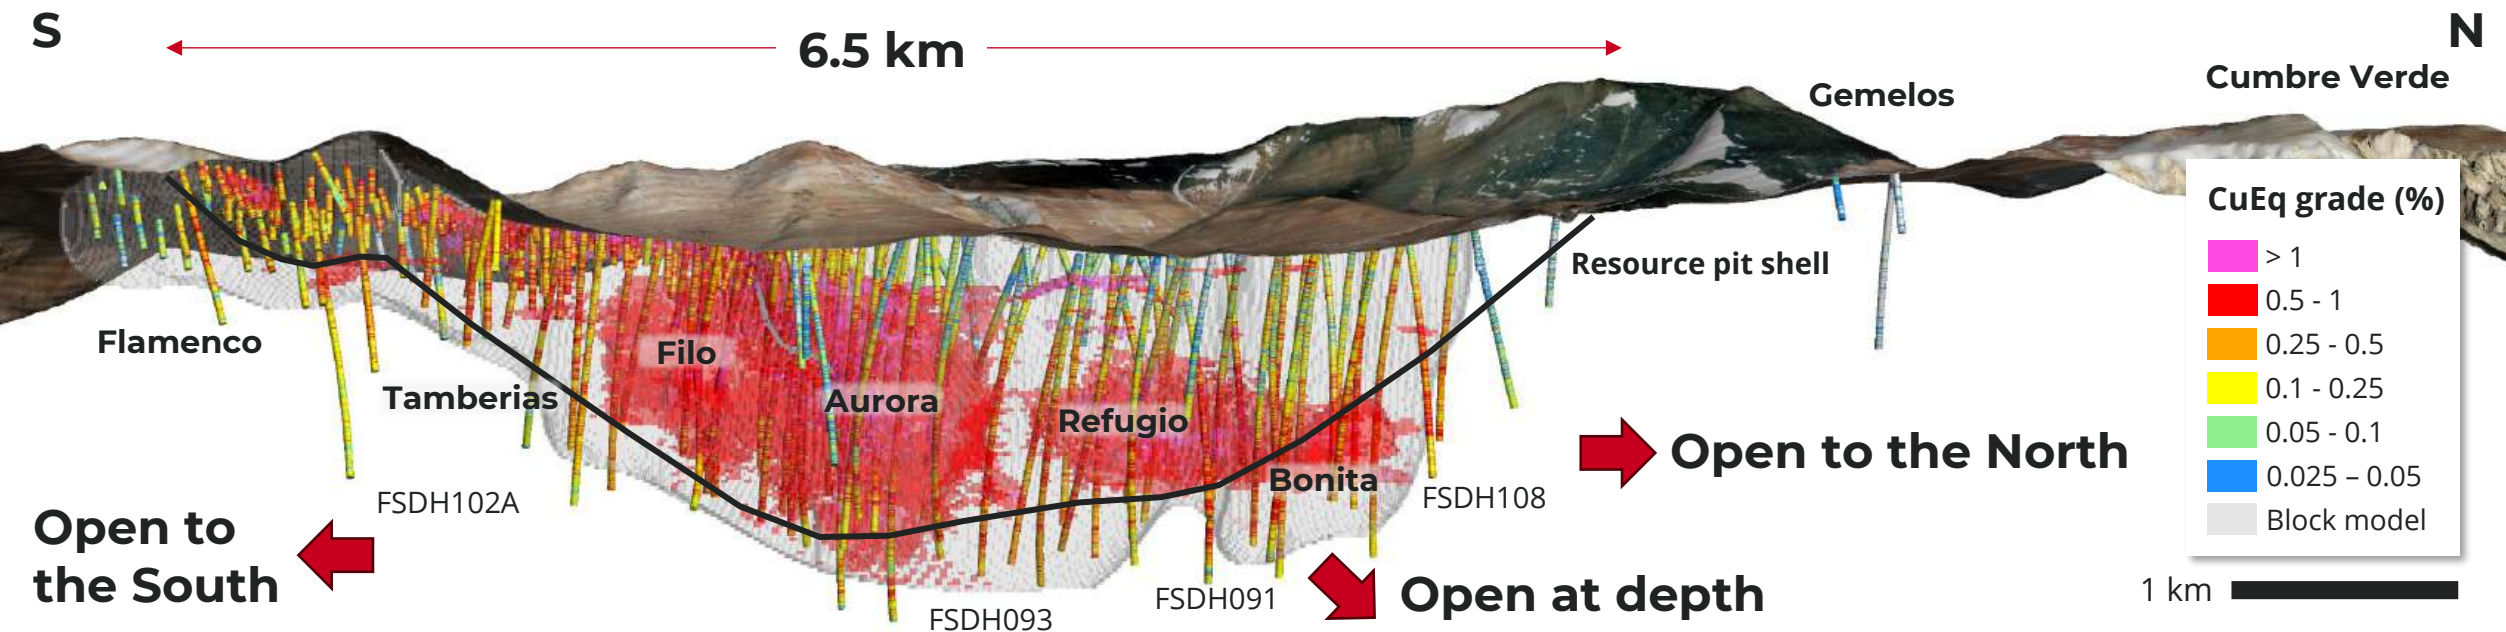 S
6.5 km
N
Gemelos
Cumbre Verde
CuEq grade (%)
> 1
0.5 - 1
0.25 - 0.5
0.1 - 0.25
0.05 - 0.1
0.025 – 0.05
Block model
Resource pit shell
Flamenco
Filo
Tamberias
Aurora
Refugio
Bonita
Open to the North
FSDH102A
FSDH108
Open to
the South
FSDH093
FSDH091
Open at depth
1 km